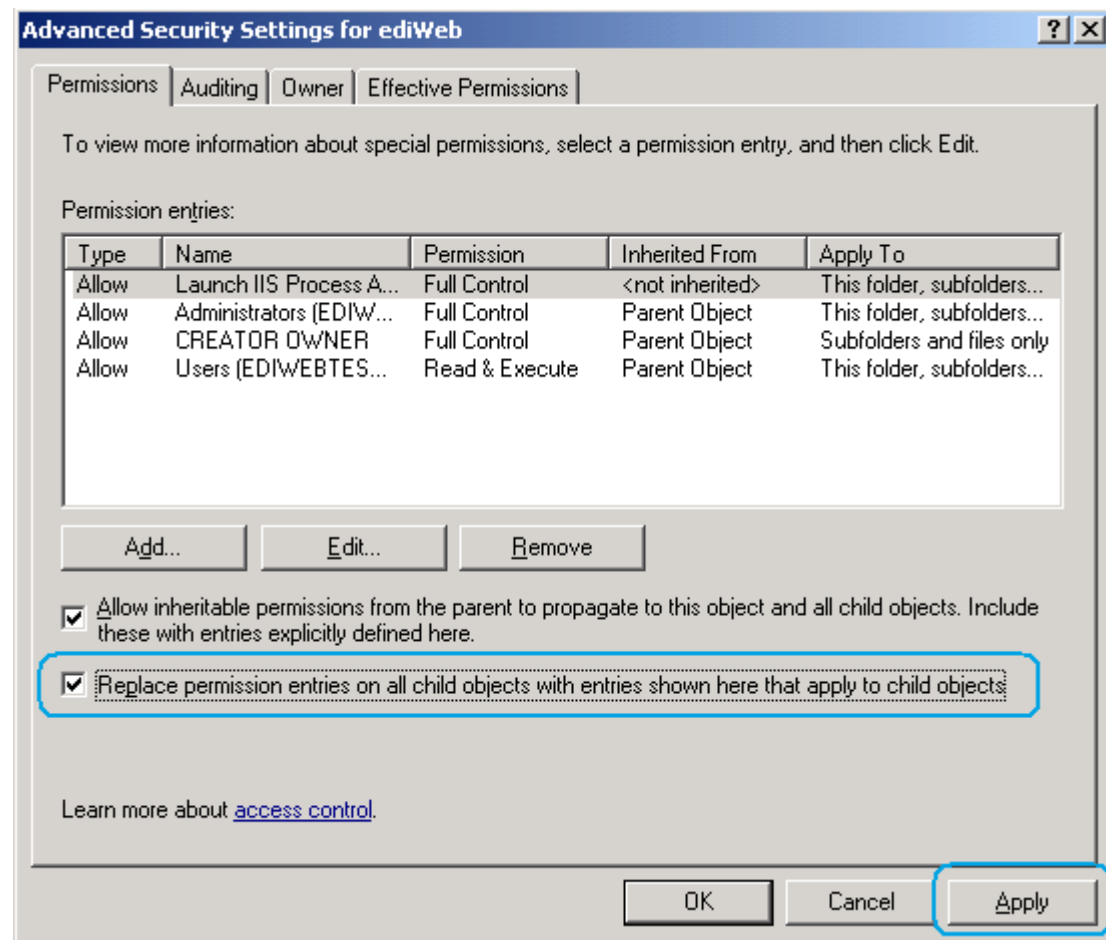 Advanced Security Settings for ediWeb
Permissions Auditing Owner Effective Permissions
To view more information about special permissions, select a permission entry, and then click Edit.
Permission entries:
Type Name Permission Inherited From Apply To
Allow Launch IIS Process A... Full Control <not inherited> This folder, subfolders...
Allow Administrators (EDIW... Full Control Parent Object This folder, subfolders...
Allow CREATOR OWNER Full Control Parent Object Subfolders and files only
Allow Users (EDIWEBTES... Read & Execute Parent Object This folder, subfolders...
Add... Edit... Remove
Allow inheritable permissions from the parent to propagate to this object and all child objects. Include
these with entries explicitly defined here.
Replace permission entries on all child objects with entries shown here that apply to child objects
Learn more about access control.
OK Cancel Apply